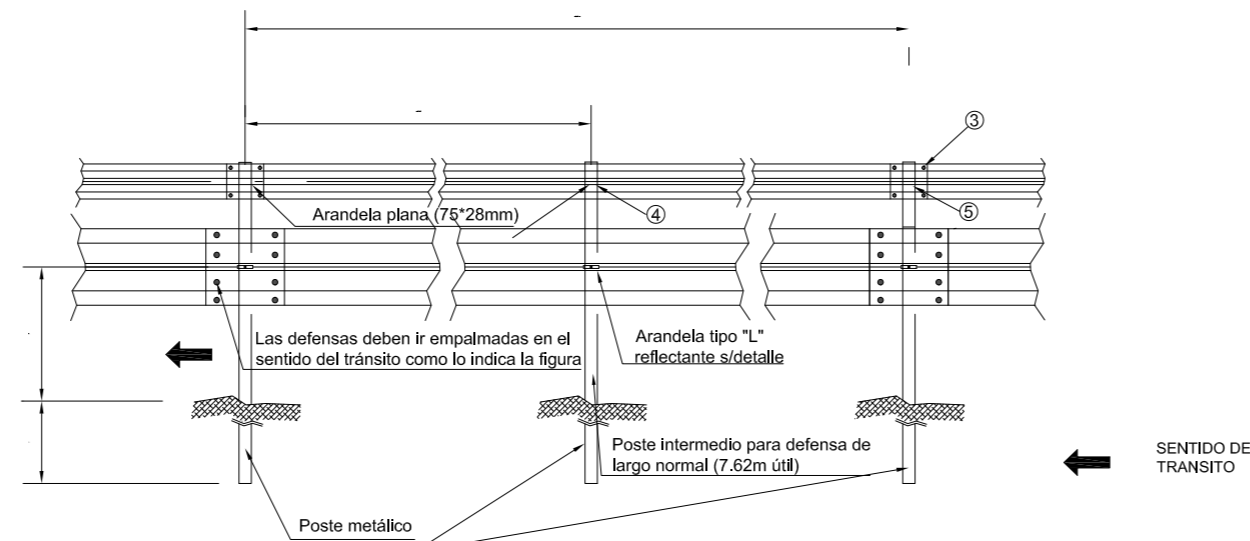 ③
Arandela plana (75*28mm)
④
⑤
Las defensas deben ir empalmadas en el
sentido del tránsito como lo indica la figura
Arandela tipo "L"
reflectante s/detalle
Poste intermedio para defensa de
largo normal (7.62m útil)
SENTIDO DE
TRANSITO
Poste metálico